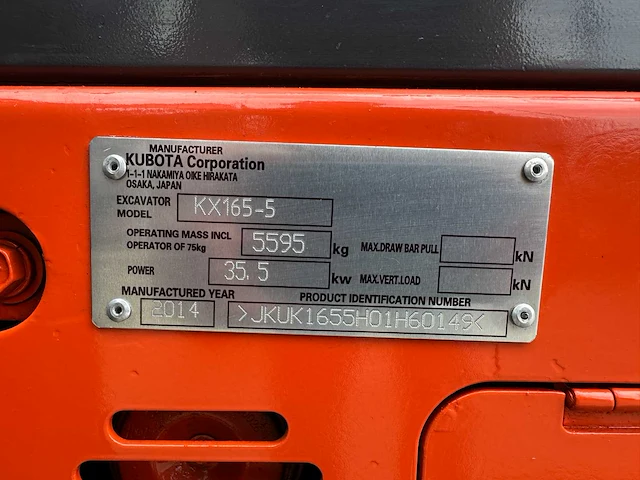 MANUFACTURER
KUBOTA Corporation
1-1-1 NAKAMIYA OIKE HIRAKATA
OSAKA, JAPAN
EXCAVATOR MODEL KX165-5
OPERATING MASS INCL OPERATOR OF 75kg 5595 kg MAX.DRAW BAR PULL kN
POWER 35.5 kw MAX.VERT.LOAD kN
MANUFACTURED YEAR PRODUCT IDENTIFICATION NUMBER
2014 >JKUK1655H01H60149<